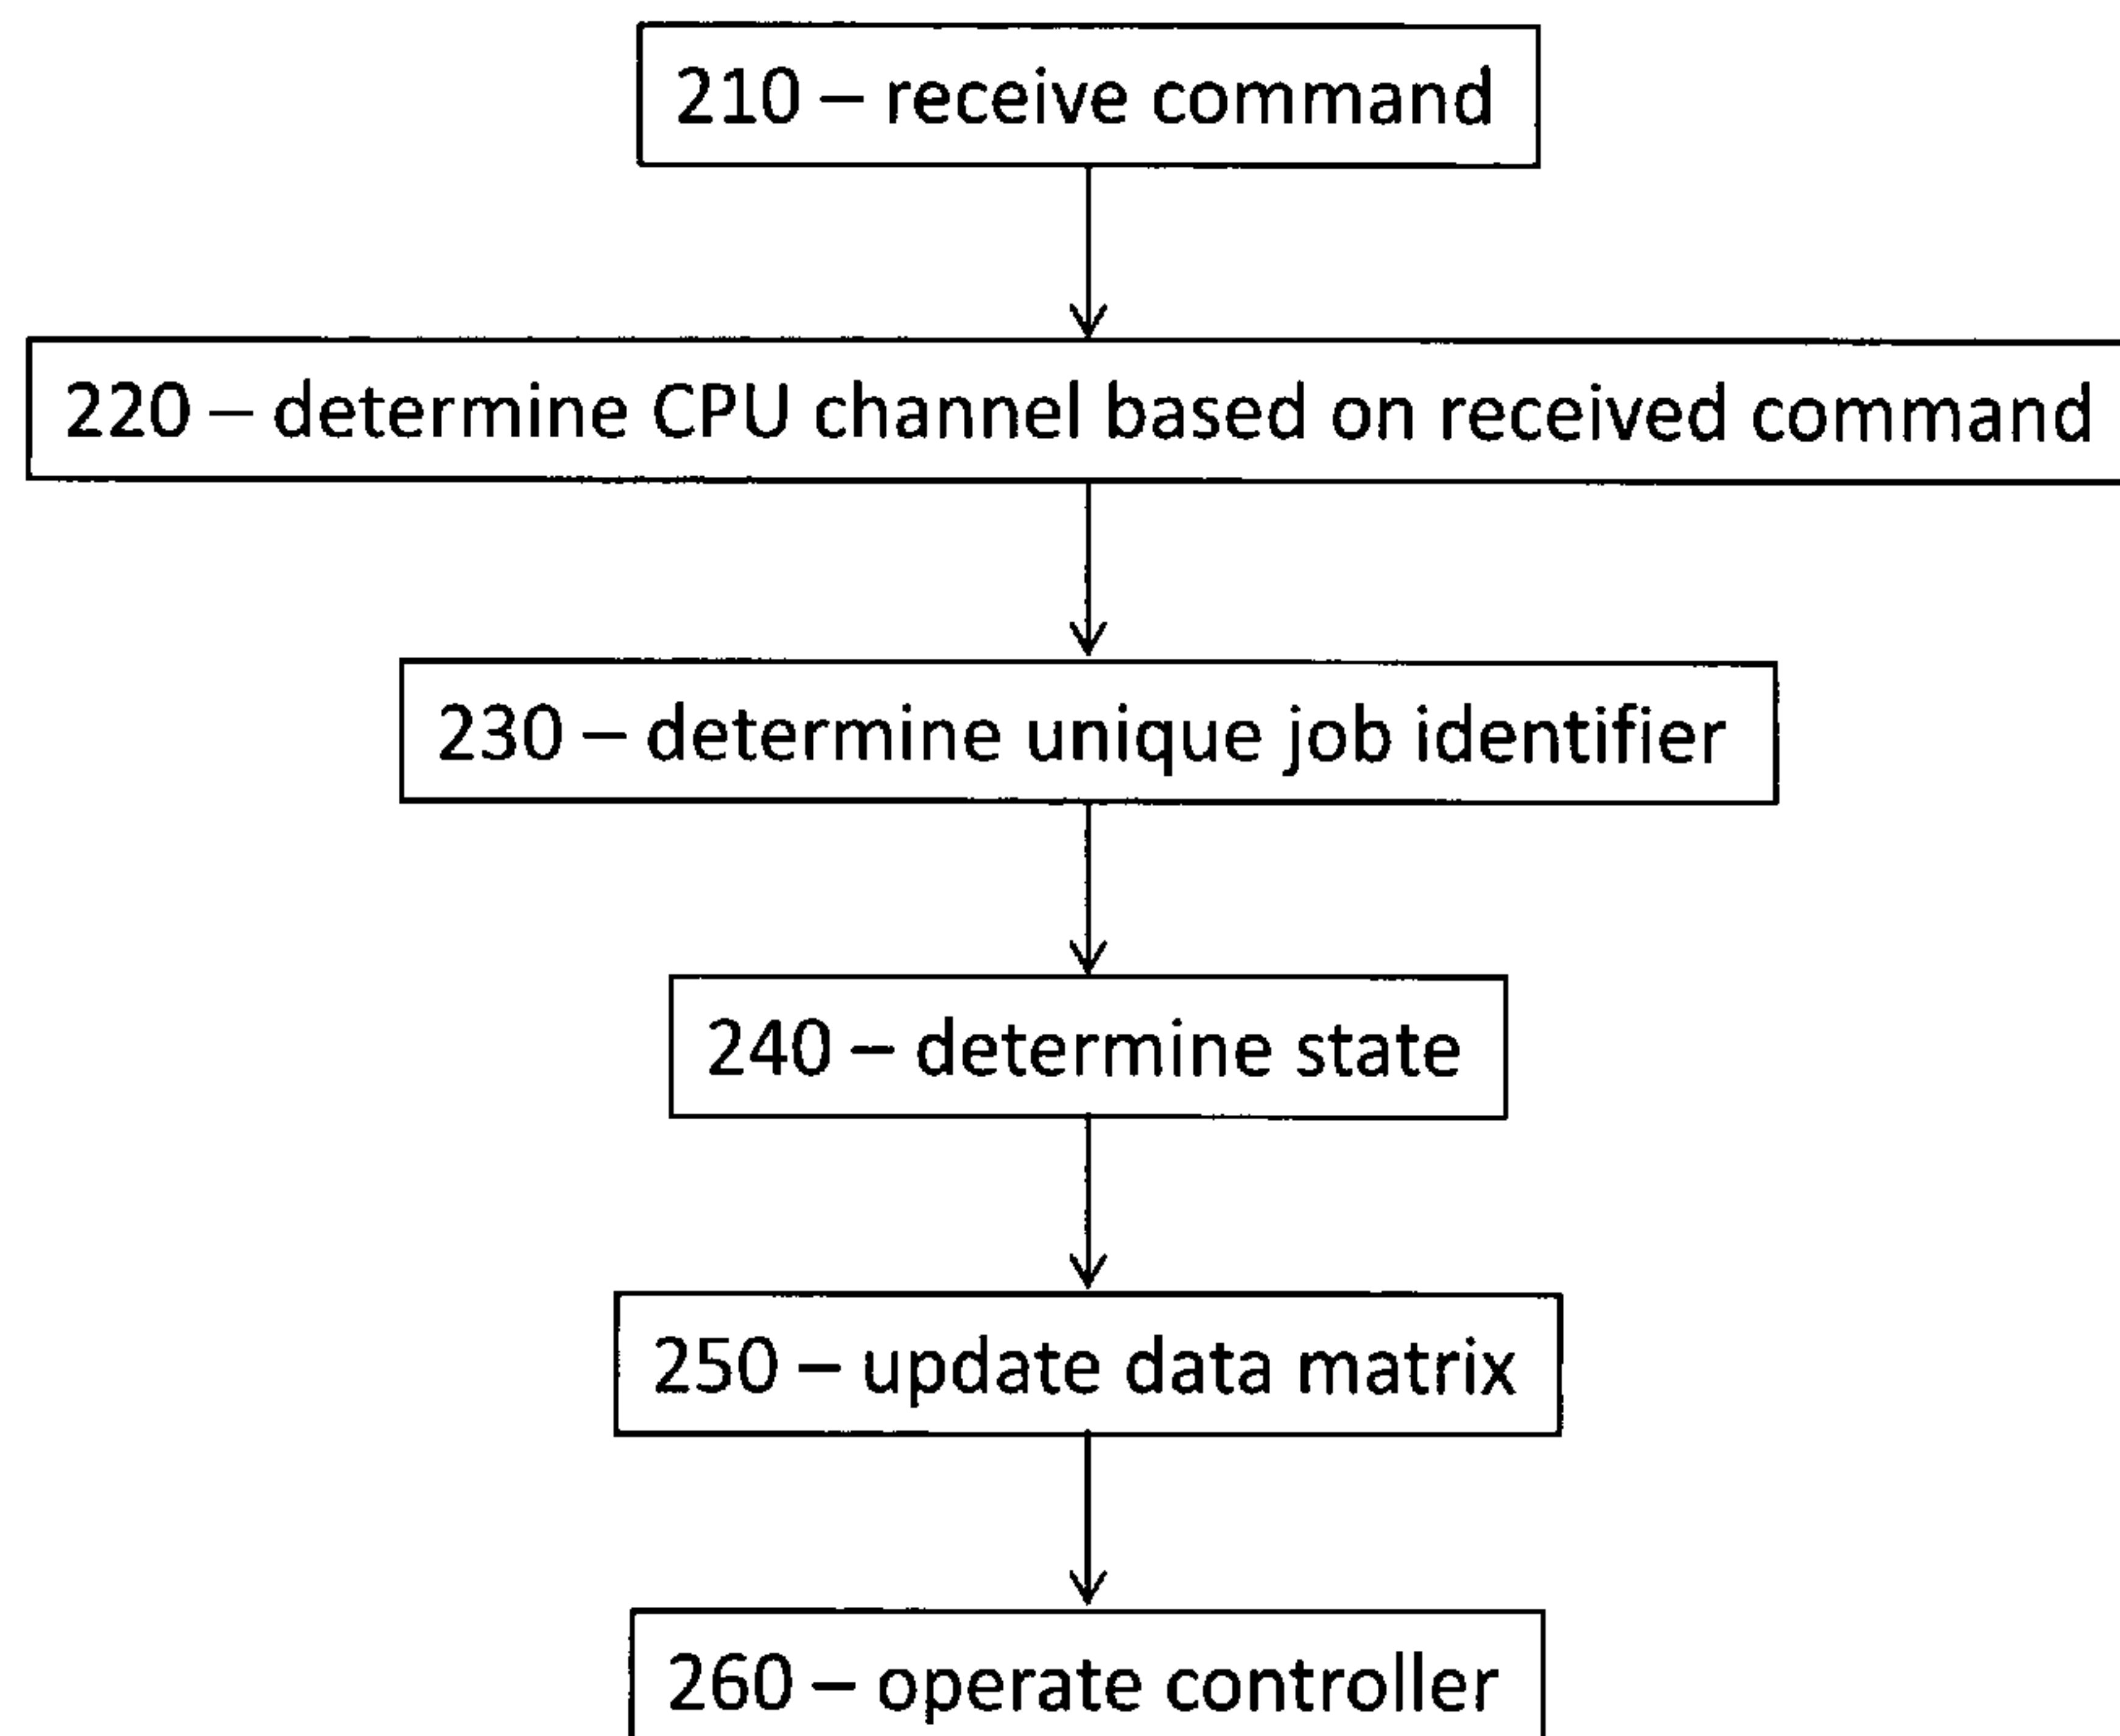 210 – receive command
220 – determine CPU channel based on received command
230 – determine unique job identifier
240 – determine state
250 – update data matrix
260 – operate controller